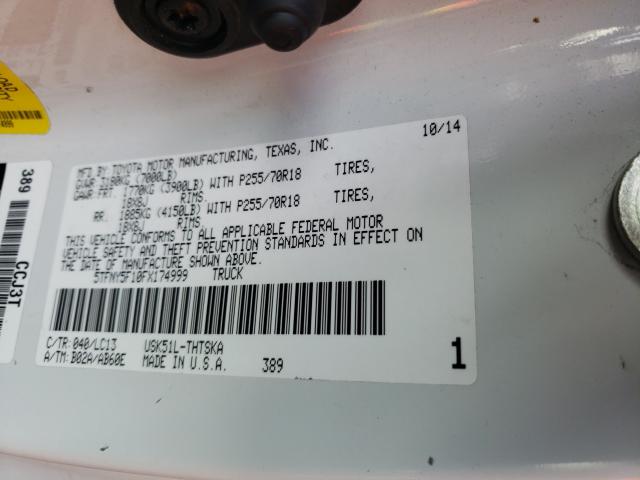 10/14
MFD. BY: TOYOTA MOTOR MANUFACTURING, TEXAS, INC.
GVWR: 3180KG (7000LB)
GAWR: FRT. 1770KG (3900LB) WITH P255/70R18 TIRES,
18X8J RIMS,
RR. 1885KG (4150LB) WITH P255/70R18 TIRES,
18X8J RIMS,
THIS VEHICLE CONFORMS TO ALL APPLICABLE FEDERAL MOTOR
VEHICLE SAFETY AND THEFT PREVENTION STANDARDS IN EFFECT ON
THE DATE OF MANUFACTURE SHOWN ABOVE.
5TFNY5F10FX174999 TRUCK
C/TR: 040/LC13 USK51L-THTSKA
A/TM: B02A/AB60E MADE IN U.S.A. 389
1
389
CCJ3T